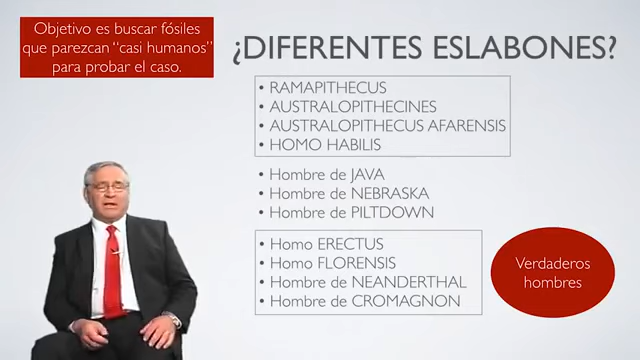 Objetivo es buscar fósiles
que parezcan "casi humanos"
para probar el caso.
¿DIFERENTES ESLABONES?
• RAMAPITHECUS
• AUSTRALOPITHECINES
• AUSTRALOPITHECUS AFARENSIS
• HOMO HABILIS
• Hombre de JAVA
• Hombre de NEBRASKA
• Hombre de PILTDOWN
• Homo ERECTUS
• Homo FLORENSIS
• Hombre de NEANDERTHAL
• Hombre de CROMAGNON
Verdaderos
hombres